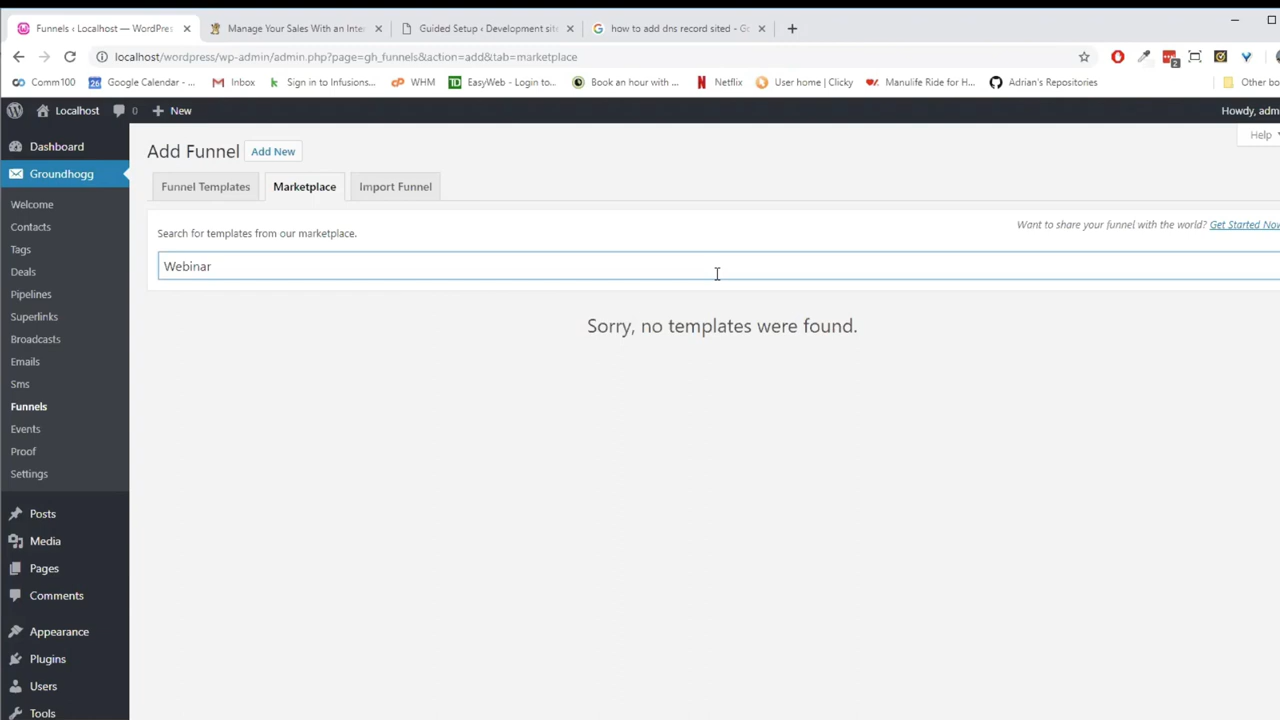 Funnels ‹ Localhost — WordPres
Manage Your Sales With an Inte
Guided Setup ‹ Development sit
how to add dns record sited - Go
localhost/wordpress/wp-admin/admin.php?page=gh_funnels&action=add&tab=marketplace
Comm100
26
Google Calendar -...
Inbox
Sign in to Infusions...
WHM
EasyWeb - Login to...
Book an hour with ...
Netflix
User home | Clicky
Manulife Ride for H...
Adrian's Repositories
Other bo
Localhost
0
New
Howdy, adm
Help
Dashboard
Groundhogg
Welcome
Contacts
Tags
Deals
Pipelines
Superlinks
Broadcasts
Emails
Sms
Funnels
Events
Proof
Settings
Posts
Media
Pages
Comments
Appearance
Plugins
Users
Tools
Add Funnel
Add New
Funnel Templates
Marketplace
Import Funnel
Want to share your funnel with the world? Get Started Now
Search for templates from our marketplace.
Webinar
Sorry, no templates were found.